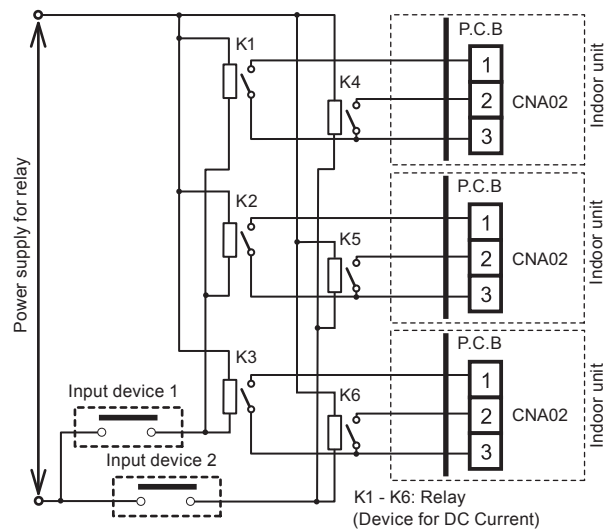 Power supply for relay
K1
K4
P.C.B
1
2
3
CNA02
Indoor unit
K2
K5
P.C.B
1
2
3
CNA02
Indoor unit
K3
K6
P.C.B
1
2
3
CNA02
Indoor unit
Input device 1
Input device 2
K1 - K6: Relay
(Device for DC Current)